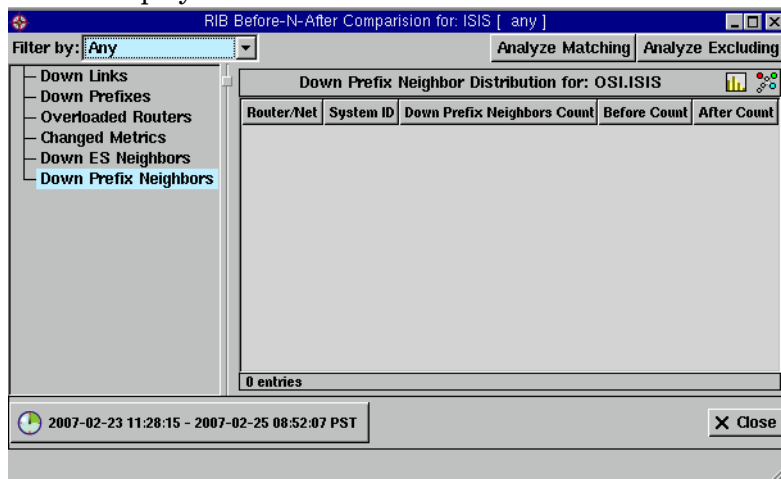 RIB Before-N-After Comparision for: ISIS [ any ]
Filter by: Any
Analyze Matching
Analyze Excluding
Down Links
Down Prefixes
Overloaded Routers
Changed Metrics
Down ES Neighbors
Down Prefix Neighbors
Down Prefix Neighbor Distribution for: OSI.ISIS
Router/Net System ID Down Prefix Neighbors Count Before Count After Count
0 entries
2007-02-23 11:28:15 - 2007-02-25 08:52:07 PST
X Close